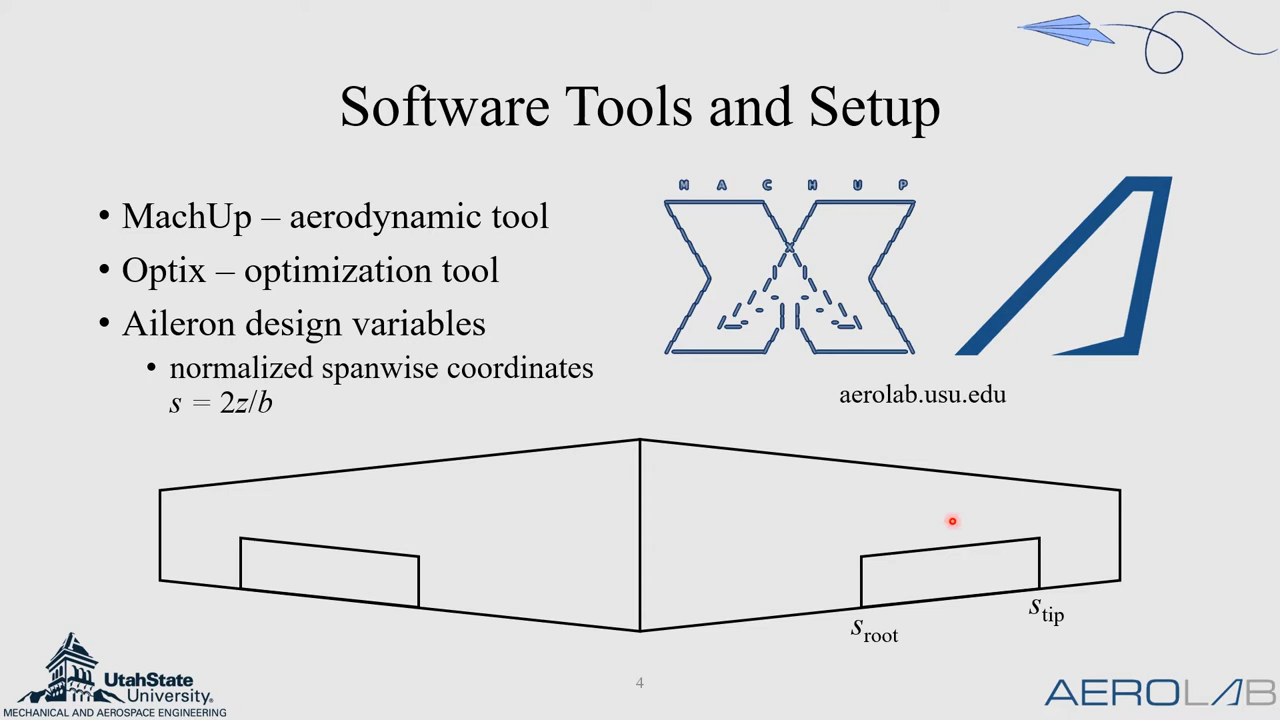 Software Tools and Setup
• MachUp – aerodynamic tool
• Optix – optimization tool
• Aileron design variables
• normalized spanwise coordinates
s = 2z/b
M A C H U P
aerolab.usu.edu
s_root
s_tip
UtahState
University
MECHANICAL AND AEROSPACE ENGINEERING
4
AEROLAB